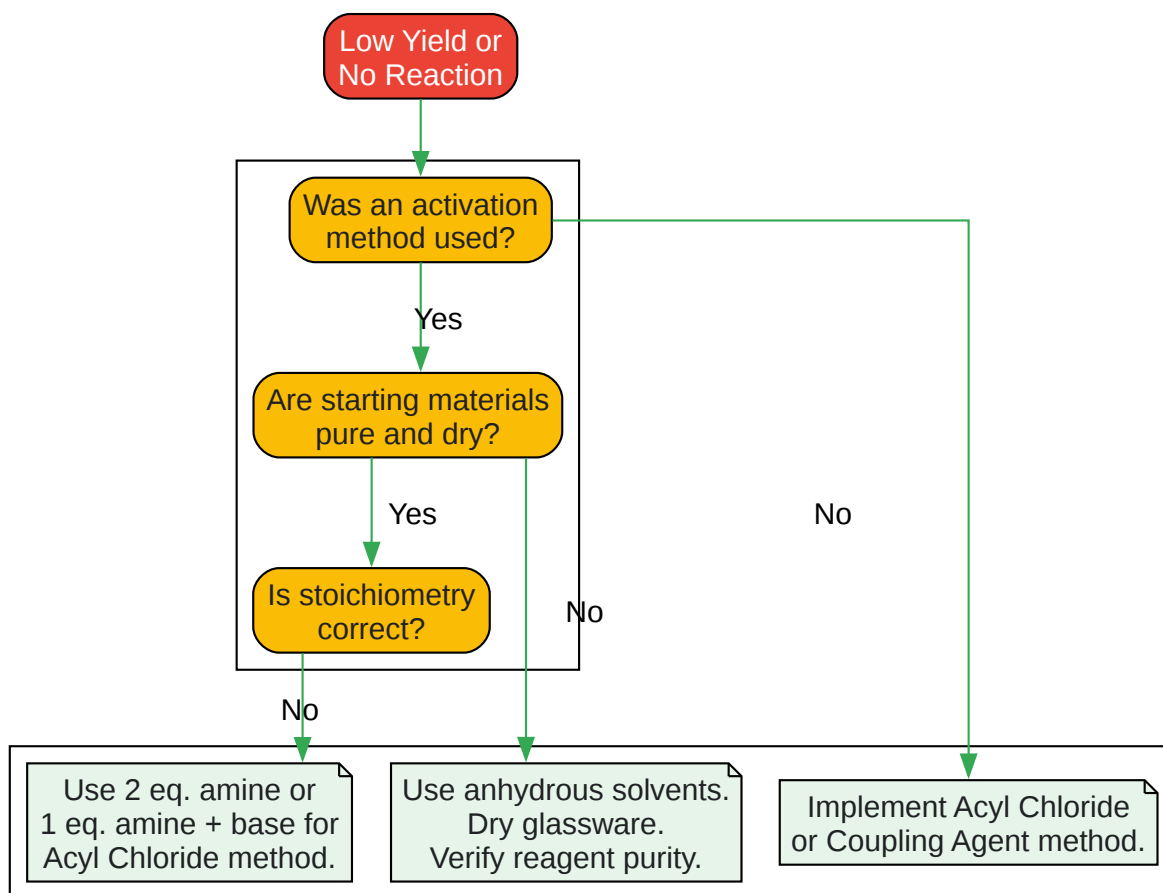 Low Yield or
No Reaction
Was an activation
method used?
Yes
Are starting materials
pure and dry?
Yes
No
Is stoichiometry
correct?
No
No
Use 2 eq. amine or
1 eq. amine + base for
Acyl Chloride method.
Use anhydrous solvents.
Dry glassware.
Verify reagent purity.
Implement Acyl Chloride
or Coupling Agent method.